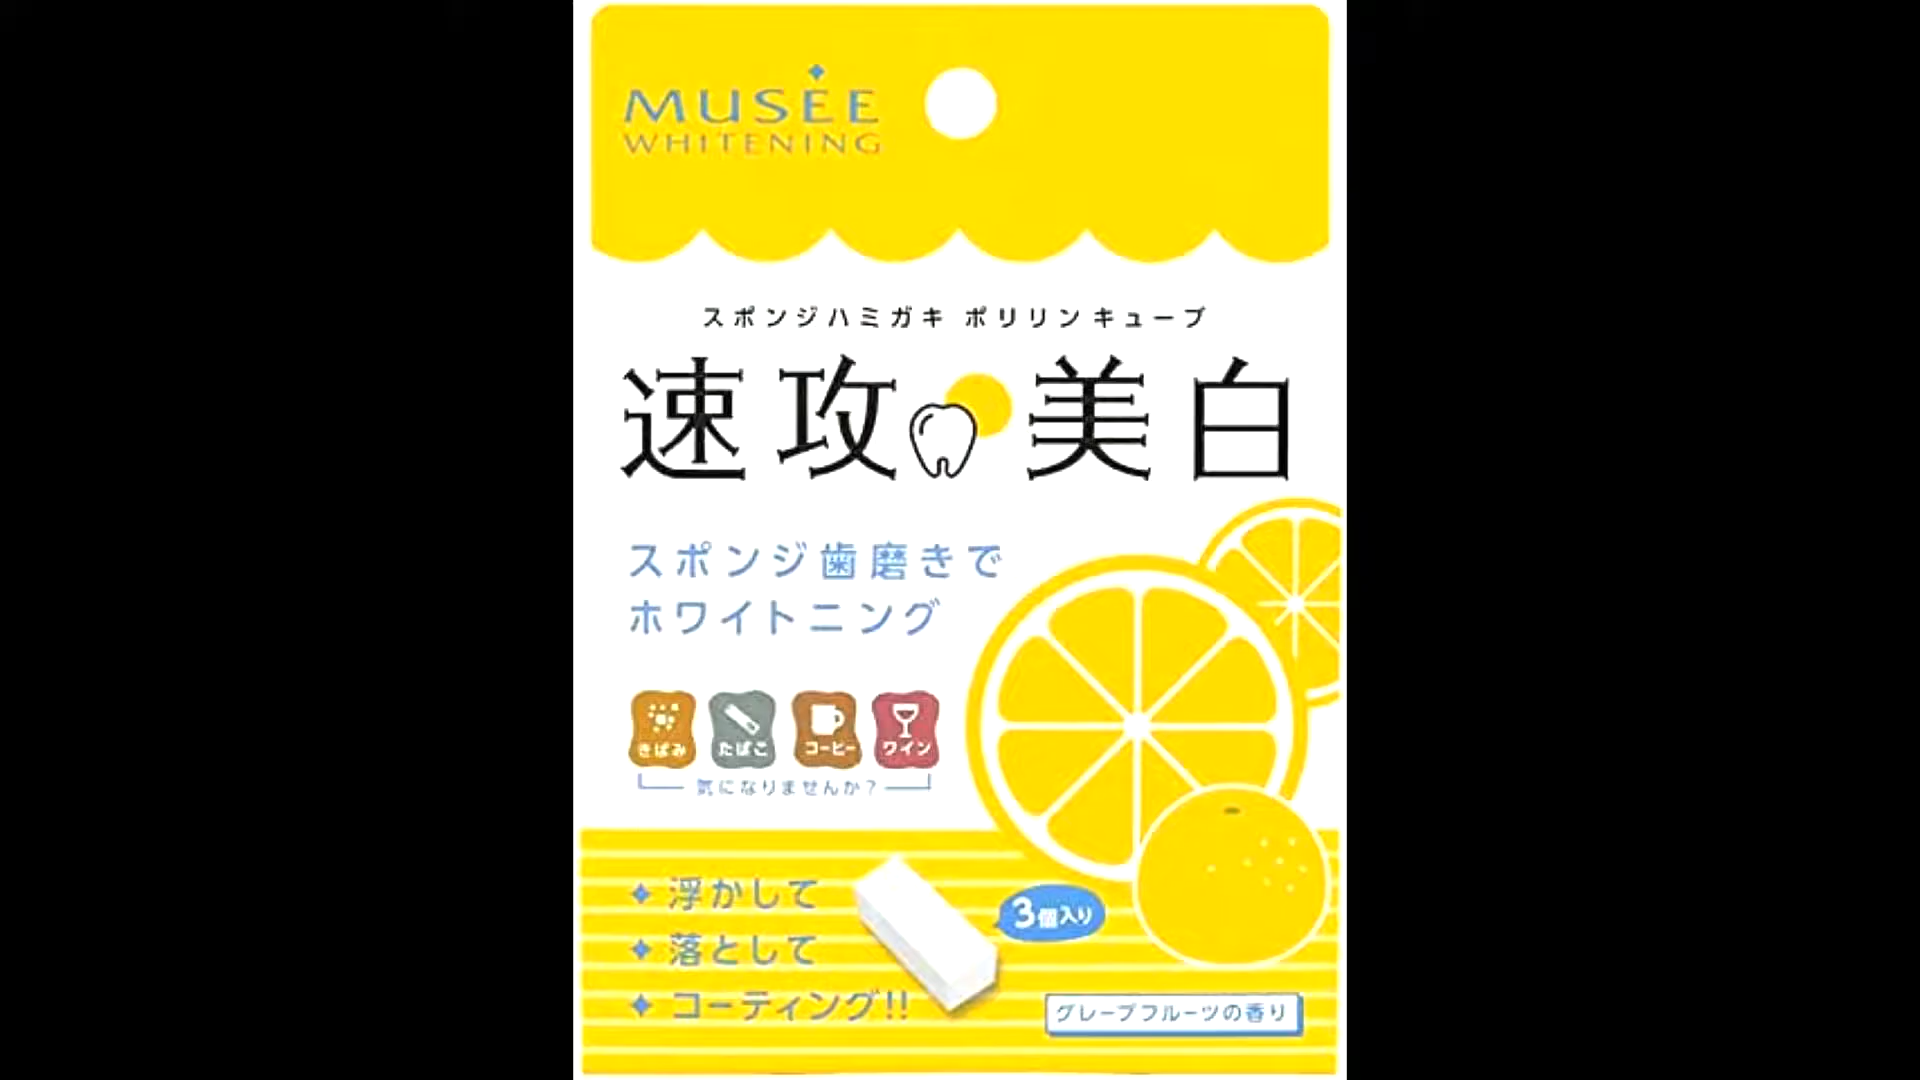 MUSÉE
WHITENING
スポンジハミガキ ポリリンキューブ
速攻美白
スポンジ歯磨きで
ホワイトニング
きばみ たばこ コーヒー ワイン
気になりませんか?
浮かして
落として
コーティング!!
3個入り
グレープフルーツの香り